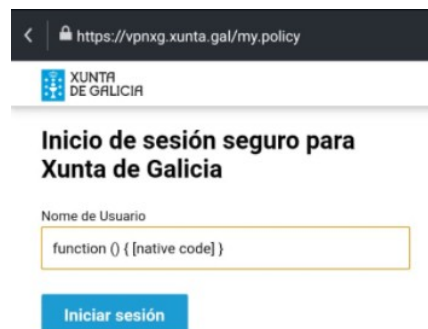 https://vpnxg.xunta.gal/my.policy
XUNTA
DE GALICIA
Inicio de sesión seguro para
Xunta de Galicia
Nome de Usuario
function () { [native code] }
Iniciar sesión